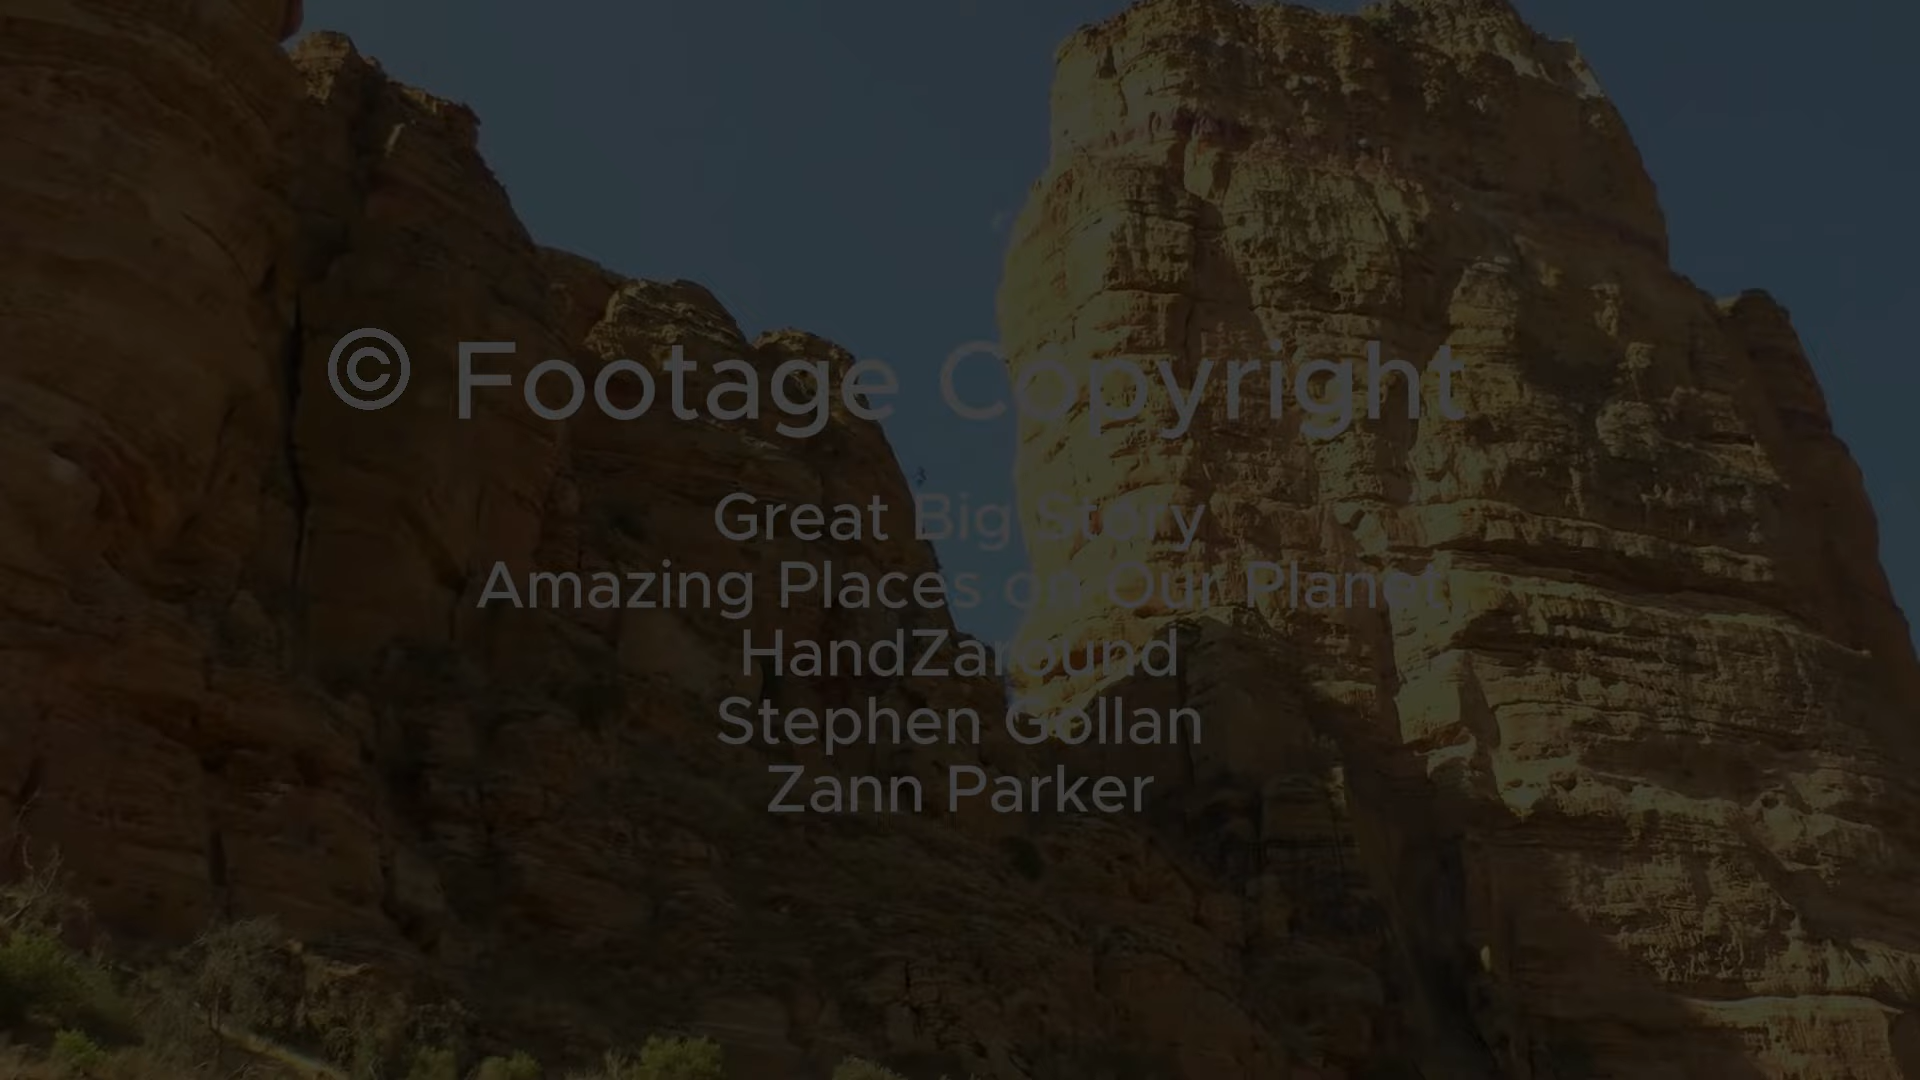 © Footage Copyright
Great Big Story
Amazing Places on Our Planet
HandZaround
Stephen Gollan
Zann Parker